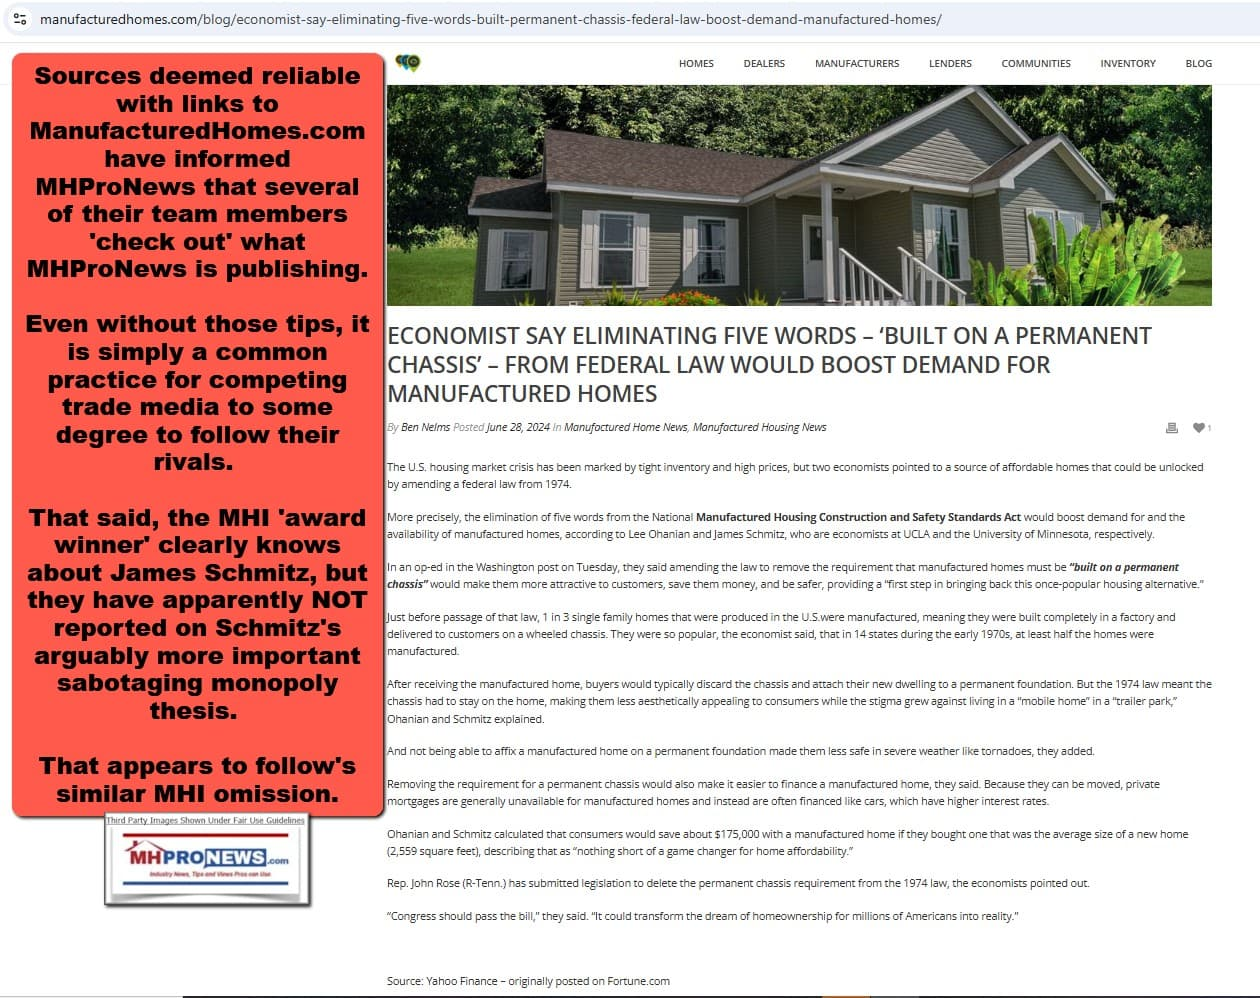 manufacturedhomes.com/blog/economist-say-eliminating-five-words-built-permanent-chassis-federal-law-boost-demand-manufactured-homes/
HOMES DEALERS MANUFACTURERS LENDERS COMMUNITIES INVENTORY BLOG
Sources deemed reliable
with links to
ManufacturedHomes.com
have informed
MHProNews that several
of their team members
'check out' what
MHProNews is publishing.
Even without those tips, it
is simply a common
practice for competing
trade media to some
degree to follow their
rivals.
That said, the MHI 'award
winner' clearly knows
about James Schmitz, but
they have apparently NOT
reported on Schmitz's
arguably more important
sabotaging monopoly
thesis.
That appears to follow's
similar MHI omission.
Third Party Images Shown Under Fair Use Guidelines
MHPRONEWS.com
Industry News, Tips and Views Pros can Use
ECONOMIST SAY ELIMINATING FIVE WORDS – ‘BUILT ON A PERMANENT
CHASSIS’ – FROM FEDERAL LAW WOULD BOOST DEMAND FOR
MANUFACTURED HOMES
By Ben Nelms Posted June 28, 2024 In Manufactured Home News, Manufactured Housing News
1
The U.S. housing market crisis has been marked by tight inventory and high prices, but two economists pointed to a source of affordable homes that could be unlocked
by amending a federal law from 1974.
More precisely, the elimination of five words from the National Manufactured Housing Construction and Safety Standards Act would boost demand for and the
availability of manufactured homes, according to Lee Ohanian and James Schmitz, who are economists at UCLA and the University of Minnesota, respectively.
In an op-ed in the Washington post on Tuesday, they said amending the law to remove the requirement that manufactured homes must be “built on a permanent
chassis” would make them more attractive to customers, save them money, and be safer, providing a “first step in bringing back this once-popular housing alternative.”
Just before passage of that law, 1 in 3 single family homes that were produced in the U.S.were manufactured, meaning they were built completely in a factory and
delivered to customers on a wheeled chassis. They were so popular, the economist said, that in 14 states during the early 1970s, at least half the homes were
manufactured.
After receiving the manufactured home, buyers would typically discard the chassis and attach their new dwelling to a permanent foundation. But the 1974 law meant the
chassis had to stay on the home, making them less aesthetically appealing to consumers while the stigma grew against living in a “mobile home” in a “trailer park,”
Ohanian and Schmitz explained.
And not being able to affix a manufactured home on a permanent foundation made them less safe in severe weather like tornadoes, they added.
Removing the requirement for a permanent chassis would also make it easier to finance a manufactured home, they said. Because they can be moved, private
mortgages are generally unavailable for manufactured homes and instead are often financed like cars, which have higher interest rates.
Ohanian and Schmitz calculated that consumers would save about $175,000 with a manufactured home if they bought one that was the average size of a new home
(2,559 square feet), describing that as “nothing short of a game changer for home affordability.”
Rep. John Rose (R-Tenn.) has submitted legislation to delete the permanent chassis requirement from the 1974 law, the economists pointed out.
“Congress should pass the bill,” they said. “It could transform the dream of homeownership for millions of Americans into reality.”
Source: Yahoo Finance – originally posted on Fortune.com